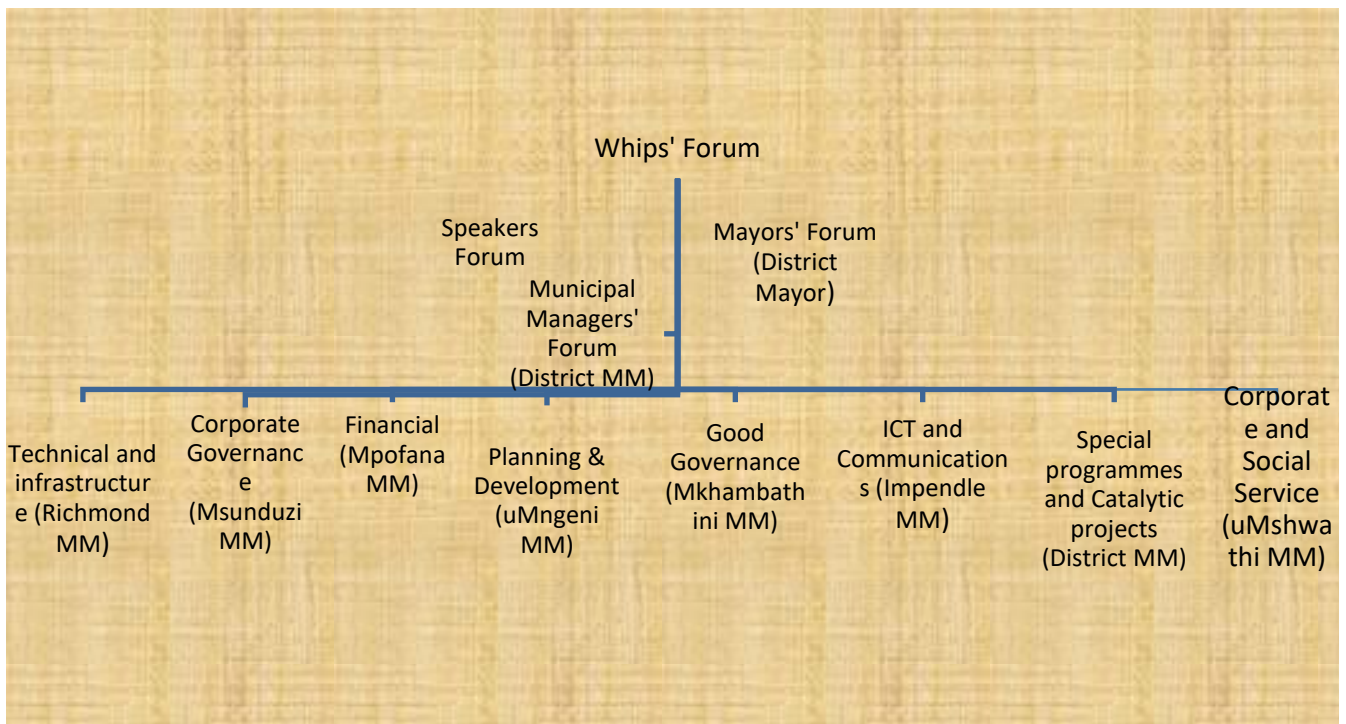 Whips' Forum
Speakers
Forum
Mayors' Forum
(District
Mayor)
Municipal
Managers'
Forum
(District MM)
Technical and
infrastructur
e (Richmond
MM)
Corporate
Governanc
e
(Msunduzi
MM)
Financial
(Mpofana
MM)
Planning &
Development
(uMngeni
MM)
Good
Governance
(Mkhambath
ini MM)
ICT and
Communication
s (Impendle
MM)
Special
programmes
and Catalytic
projects
(District MM)
Corporat
e and
Social
Service
(uMshwa
thi MM)